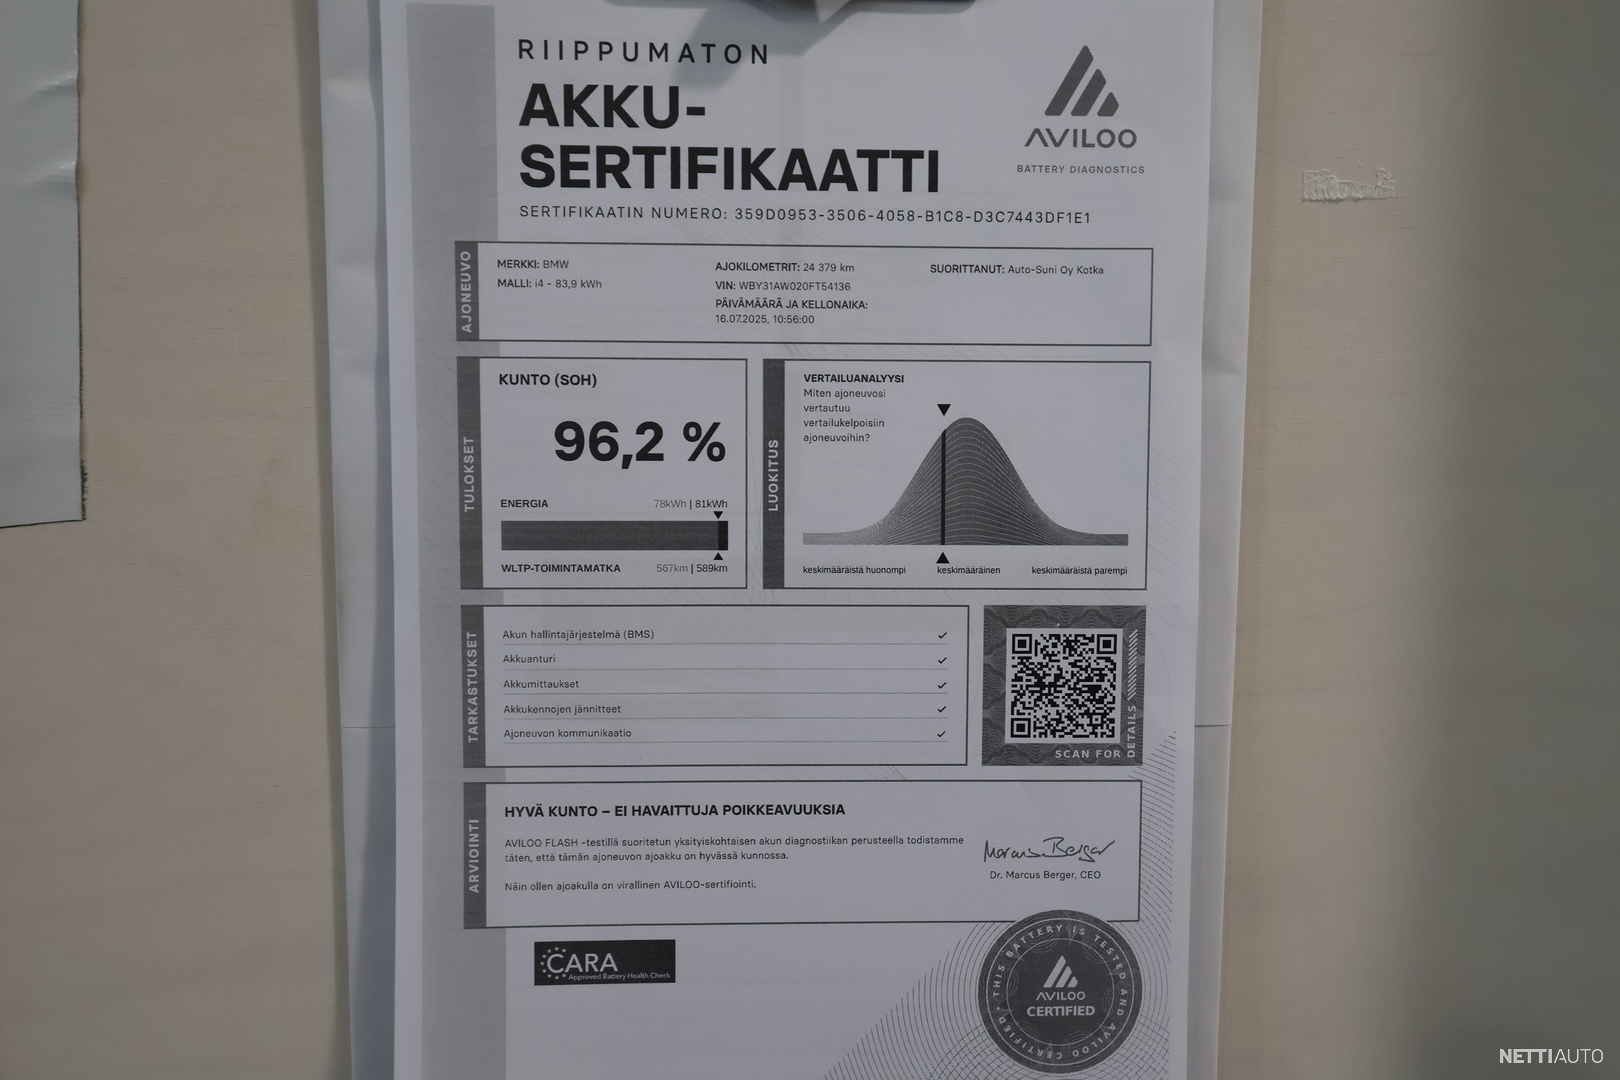 RIIPPUMATON
AKKU-
SERTIFIKAATTI
SERTIFIKAATIN NUMERO: 359D0953-3506-4058-B1C8-D3C7443DF1E1
AVILOO
BATTERY DIAGNOSTICS
AJONEUVO
MERKKI: BMW
MALLI: i4 - 83,9 kWh
AJOKILOMETRIT: 24 379 km
VIN: WBY31AW020FT54136
PÄIVÄMÄÄRÄ JA KELLONAIKA:
16.07.2025, 10:56:00
SUORITTANUT: Auto-Suni Oy Kotka
TULOKSET
KUNTO (SOH)
96,2 %
ENERGIA 78kWh | 81kWh
WLTP-TOIMINTAMATKA 567km | 589km
LUOKITUS
VERTAILUANALYYSI
Miten ajoneuvosi
vertautuu
vertailukelpoisiin
ajoneuvoihin?
keskimääräistä huonompi keskimääräinen keskimääräistä parempi
TARKASTUKSET
Akun hallintajärjestelmä (BMS) ✓
Akkuanturi ✓
Akkumittaukset ✓
Akkukennojen jännitteet ✓
Ajoneuvon kommunikaatio ✓
SCAN FOR DETAILS
ARVIOINTI
HYVÄ KUNTO – EI HAVAITTUJA POIKKEAVUUKSIA
AVILOO FLASH -testillä suoritetun yksityiskohtaisen akun diagnostiikan perusteella todistamme
täten, että tämän ajoneuvon ajoakku on hyvässä kunnossa.
Näin ollen ajoakulla on virallinen AVILOO-sertifiointi.
Marcus Berger
Dr. Marcus Berger, CEO
CARA
Approved Battery Health Check
THIS BATTERY IS TESTED AND AVILOO CERTIFIED
AVILOO
CERTIFIED
NETTIAUTO